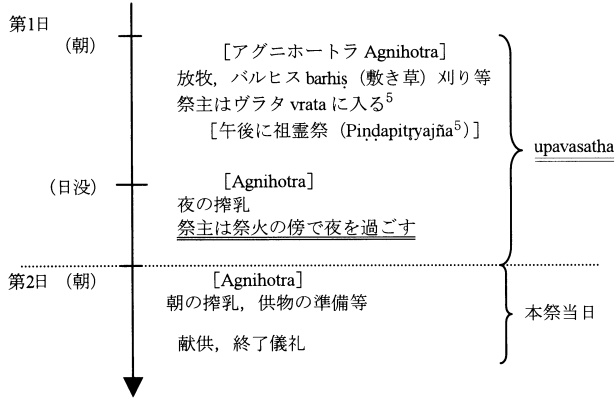 第1日
(朝)
[アグニホートラ Agnihotra]
放牧，バルヒス barhiṣ（敷き草）刈り等
祭主はヴラタ vrata に入る5
[午後に祖霊祭（Piṇḍapitṛyajña5）]
upavasatha
(日没)
[Agnihotra]
夜の搾乳
祭主は祭火の傍で夜を過ごす
第2日 (朝)
[Agnihotra]
朝の搾乳，供物の準備等
本祭当日
献供，終了儀礼